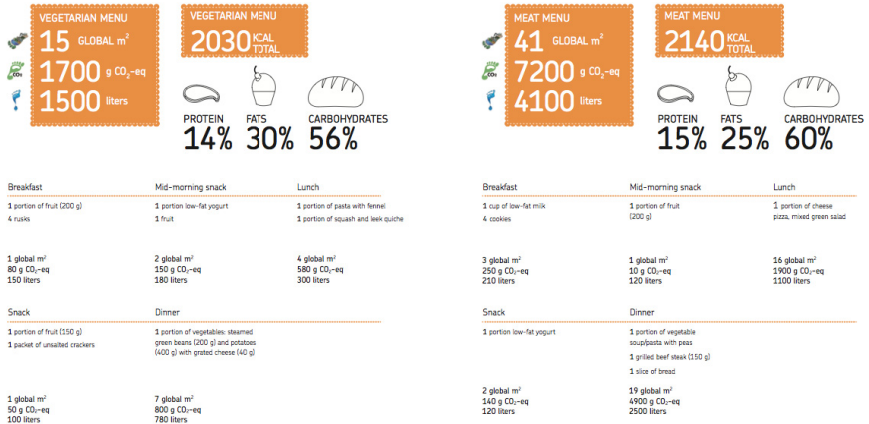 VEGETARIAN MENU
15 GLOBAL m²
1700 g CO₂-eq
1500 liters
2030 KCAL TOTAL
PROTEIN FATS CARBOHYDRATES
14% 30% 56%
Breakfast
1 portion of fruit (200 g)
4 rusks
1 global m²
80 g CO₂-eq
150 liters
Mid-morning snack
1 portion low-fat yogurt
1 fruit
2 global m²
150 g CO₂-eq
180 liters
Lunch
1 portion of pasta with fennel
1 portion of squash and leek quiche
4 global m²
580 g CO₂-eq
300 liters
Snack
1 portion of fruit (150 g)
1 packet of unsalted crackers
1 global m²
50 g CO₂-eq
100 liters
Dinner
1 portion of vegetables: steamed
green beans (200 g) and potatoes
(400 g) with grated cheese (40 g)
7 global m²
800 g CO₂-eq
780 liters
MEAT MENU
41 GLOBAL m²
7200 g CO₂-eq
4100 liters
2140 KCAL TOTAL
PROTEIN FATS CARBOHYDRATES
15% 25% 60%
Breakfast
1 cup of low-fat milk
4 cookies
3 global m²
250 g CO₂-eq
210 liters
Mid-morning snack
1 portion of fruit
(200 g)
1 global m²
10 g CO₂-eq
120 liters
Lunch
1 portion of cheese
pizza, mixed green salad
16 global m²
1900 g CO₂-eq
1100 liters
Snack
1 portion low-fat yogurt
2 global m²
140 g CO₂-eq
120 liters
Dinner
1 portion of vegetable
soup/pasta with peas
1 grilled beef steak (150 g)
1 slice of bread
19 global m²
4900 g CO₂-eq
2500 liters